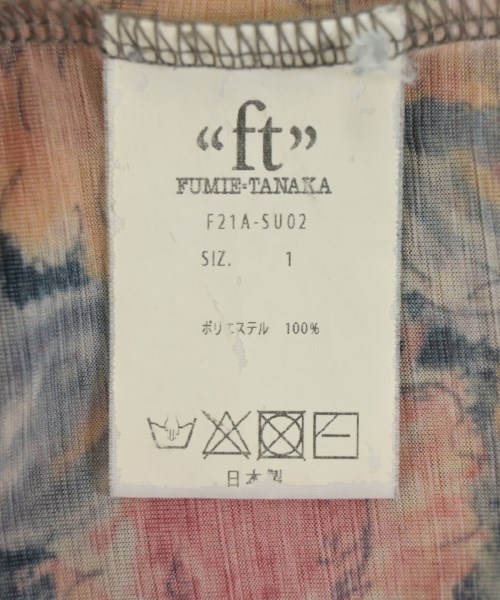 “ft”
FUMIE=TANAKA
F21A-SU02
SIZ. 1
ポリエステル 100%
日本製